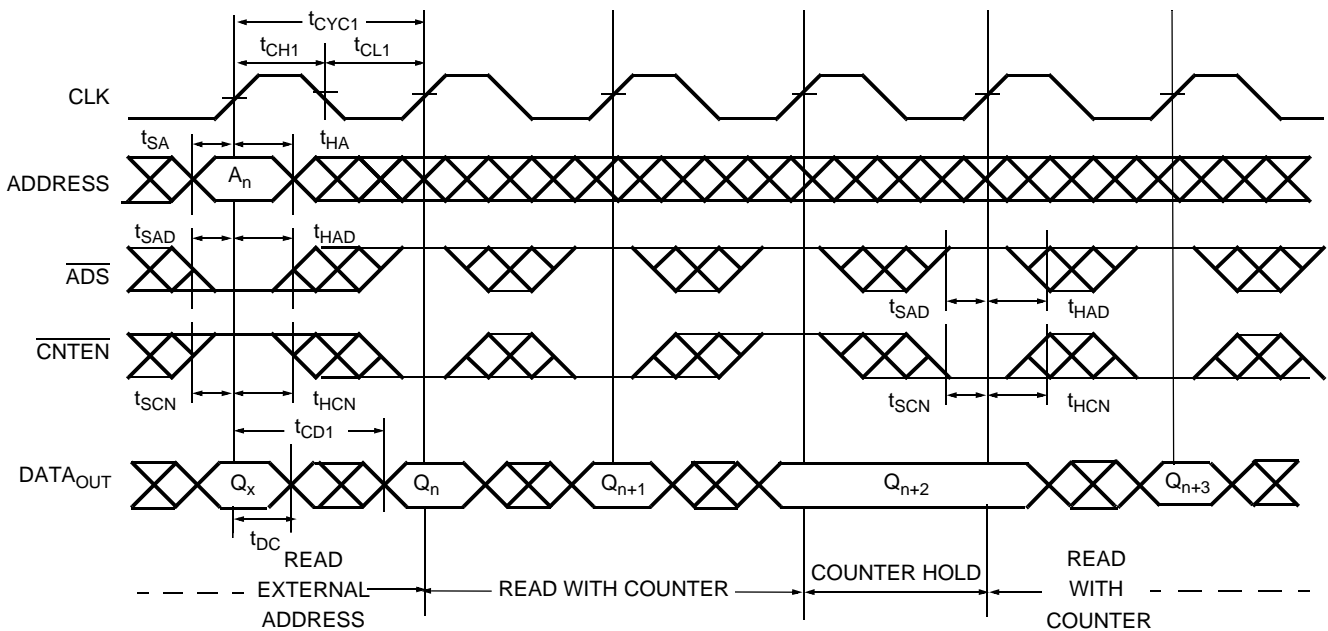 tCYC1
tCH1 tCL1
CLK
tSA tHA
ADDRESS An
tSAD tHAD
ADS
tSAD tHAD
CNTEN
tSCN tHCN tSCN tHCN
tCD1
DATAOUT Qx Qn Qn+1 Qn+2 Qn+3
tDC
READ EXTERNAL ADDRESS
READ WITH COUNTER
COUNTER HOLD
READ WITH COUNTER